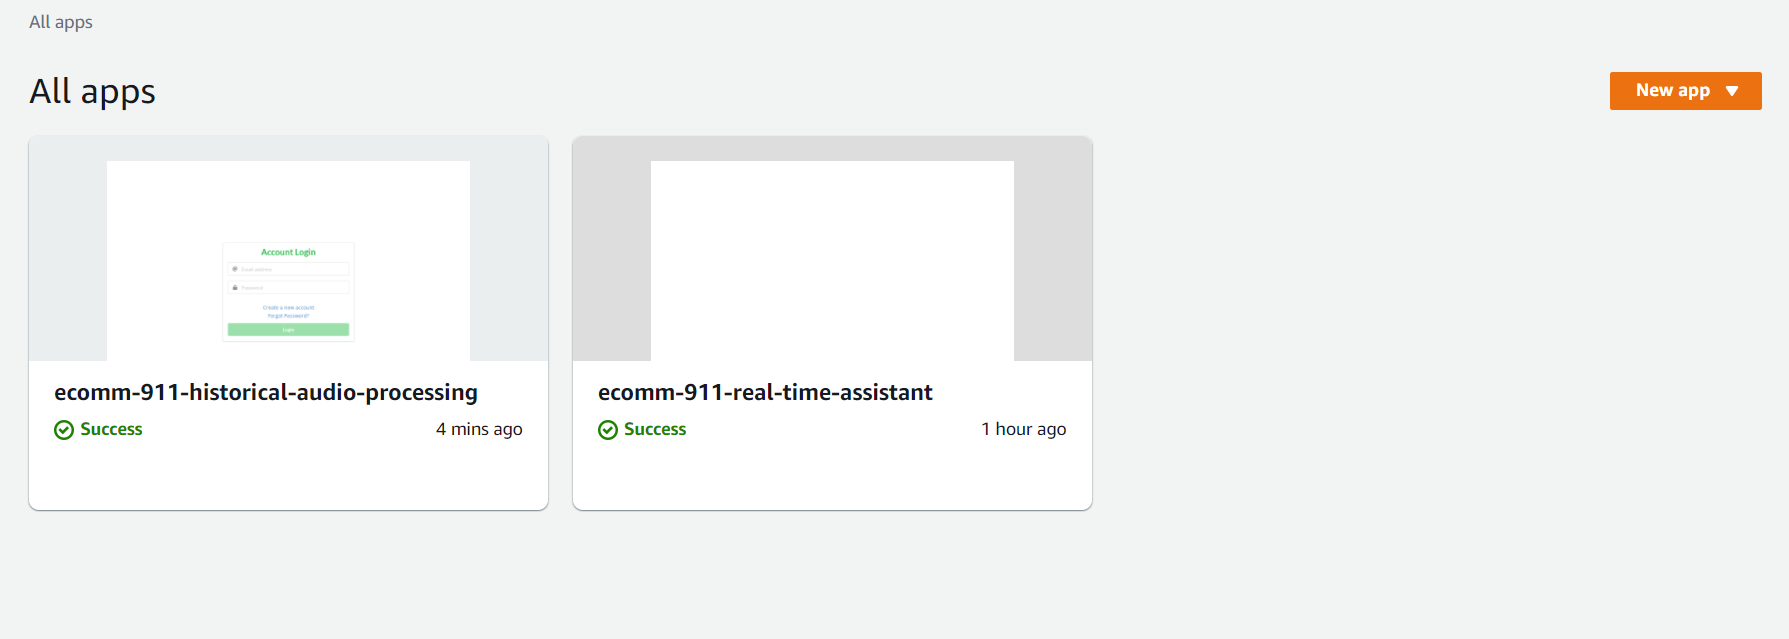 All apps
All apps
New app
Account Login
Email address
Password
Create a new account
Forgot Password?
Login
ecomm-911-historical-audio-processing
Success
4 mins ago
ecomm-911-real-time-assistant
Success
1 hour ago